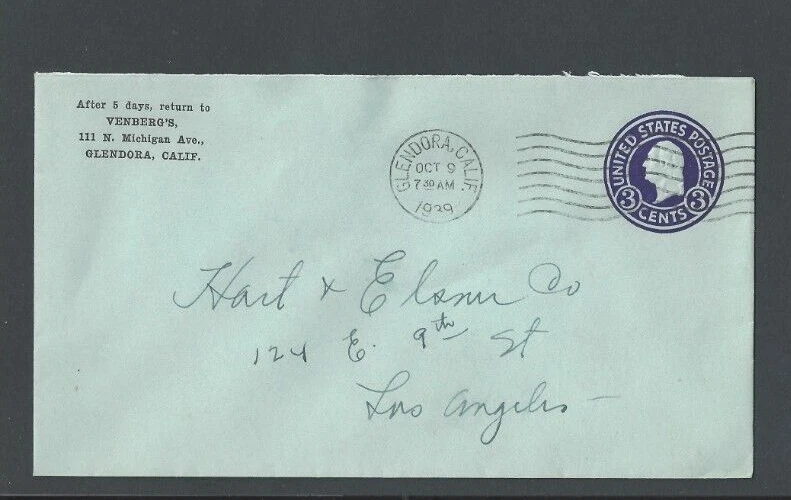 After 5 days, return to
VENBERG'S,
111 N. Michigan Ave.,
GLENDORA, CALIF.
GLENDORA, CALIF.
OCT 9
7 30 AM
1939
UNITED STATES POSTAGE
3 CENTS 3
Hart & Elsner Co
124 E. 9th St
Los Angeles